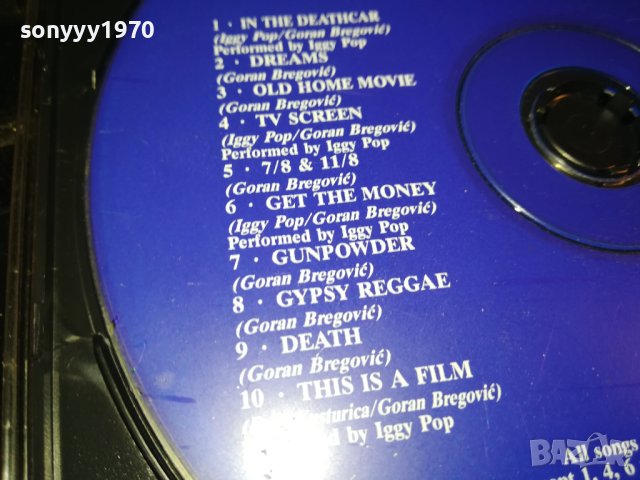 sonyyy1970
1 · IN THE DEATHCAR
(Iggy Pop/Goran Bregović)
Performed by Iggy Pop
2 · DREAMS
(Goran Bregović)
3 · OLD HOME MOVIE
(Goran Bregović)
4 · TV SCREEN
(Iggy Pop/Goran Bregović)
Performed by Iggy Pop
5 · 7/8 & 11/8
(Goran Bregović)
6 · GET THE MONEY
(Iggy Pop/Goran Bregović)
Performed by Iggy Pop
7 · GUNPOWDER
(Goran Bregović)
8 · GYPSY REGGAE
(Goran Bregović)
9 · DEATH
(Goran Bregović)
10 · THIS IS A FILM
/Goran Bregović)
by Iggy Pop
All songs
1, 4, 6
BAZAR
bg